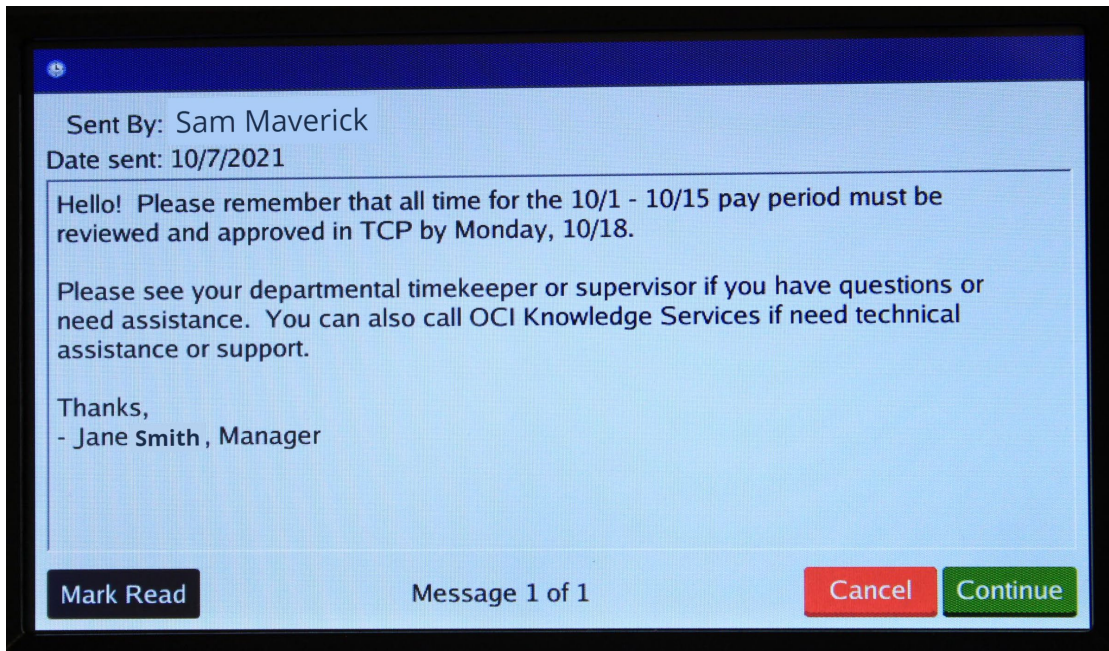 Sent By: Sam Maverick
Date sent: 10/7/2021
Hello!  Please remember that all time for the 10/1 - 10/15 pay period must be
reviewed and approved in TCP by Monday, 10/18.
Please see your departmental timekeeper or supervisor if you have questions or
need assistance.  You can also call OCI Knowledge Services if need technical
assistance or support.
Thanks,
- Jane Smith, Manager
Mark Read
Message 1 of 1
Cancel
Continue